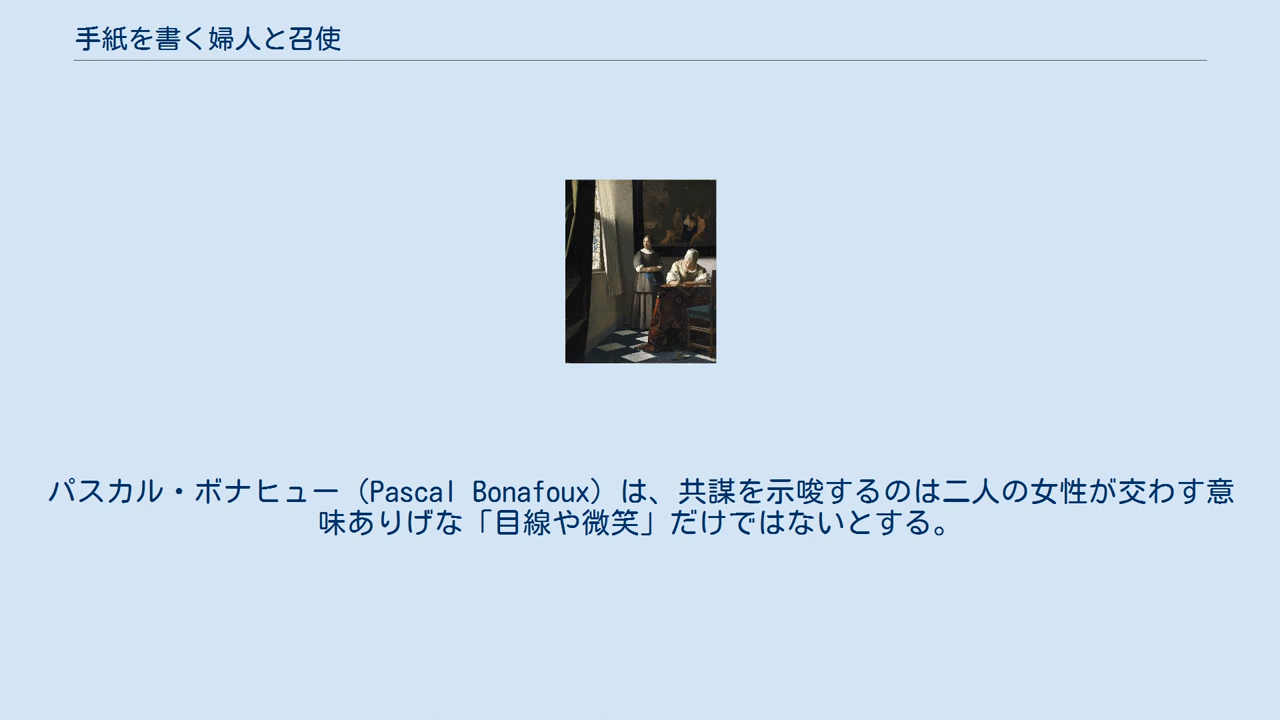 手紙を書く婦人と召使
パスカル・ボナヒュー（Pascal Bonafoux）は、共謀を示唆するのは二人の女性が交わす意
味ありげな「目線や微笑」だけではないとする。